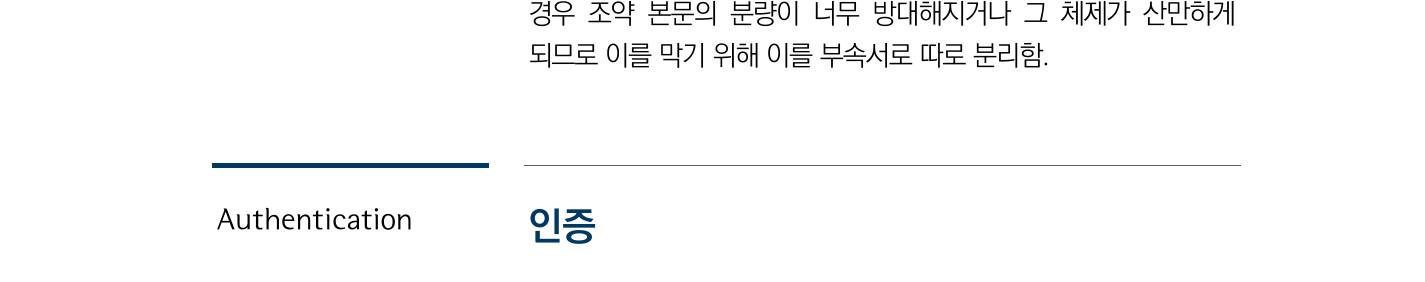 경우 조약 본문의 분량이 너무 방대해지거나 그 체제가 산만하게
되므로 이를 막기 위해 이를 부속서로 따로 분리함.
Authentication
인증